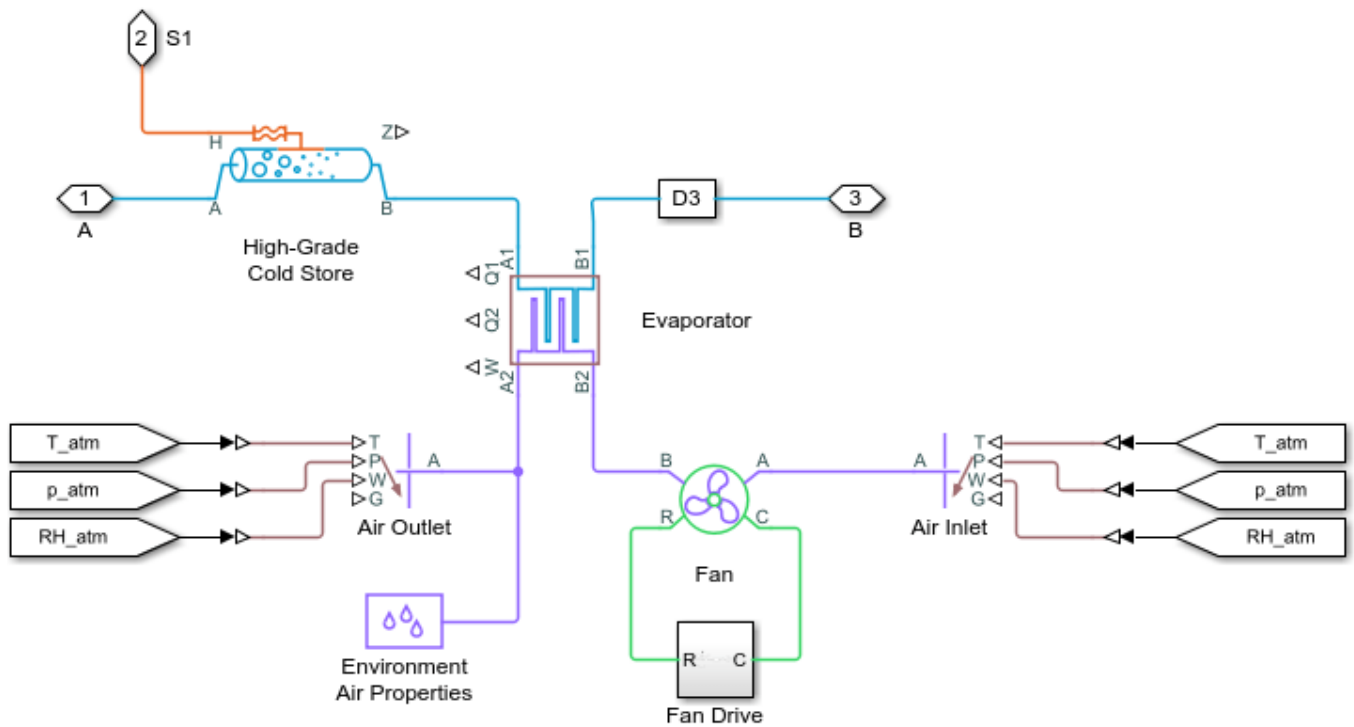 2 S1
H Z
1 A B D3 3
A B
High-Grade
Cold Store
Q1 A1 B1
Q2 Evaporator
W A2 B2
T_atm T T T_atm
p_atm P A B A A P p_atm
W W
G G
RH_atm Air Outlet R C Air Inlet RH_atm
Fan
Environment
Air Properties
R C
Fan Drive